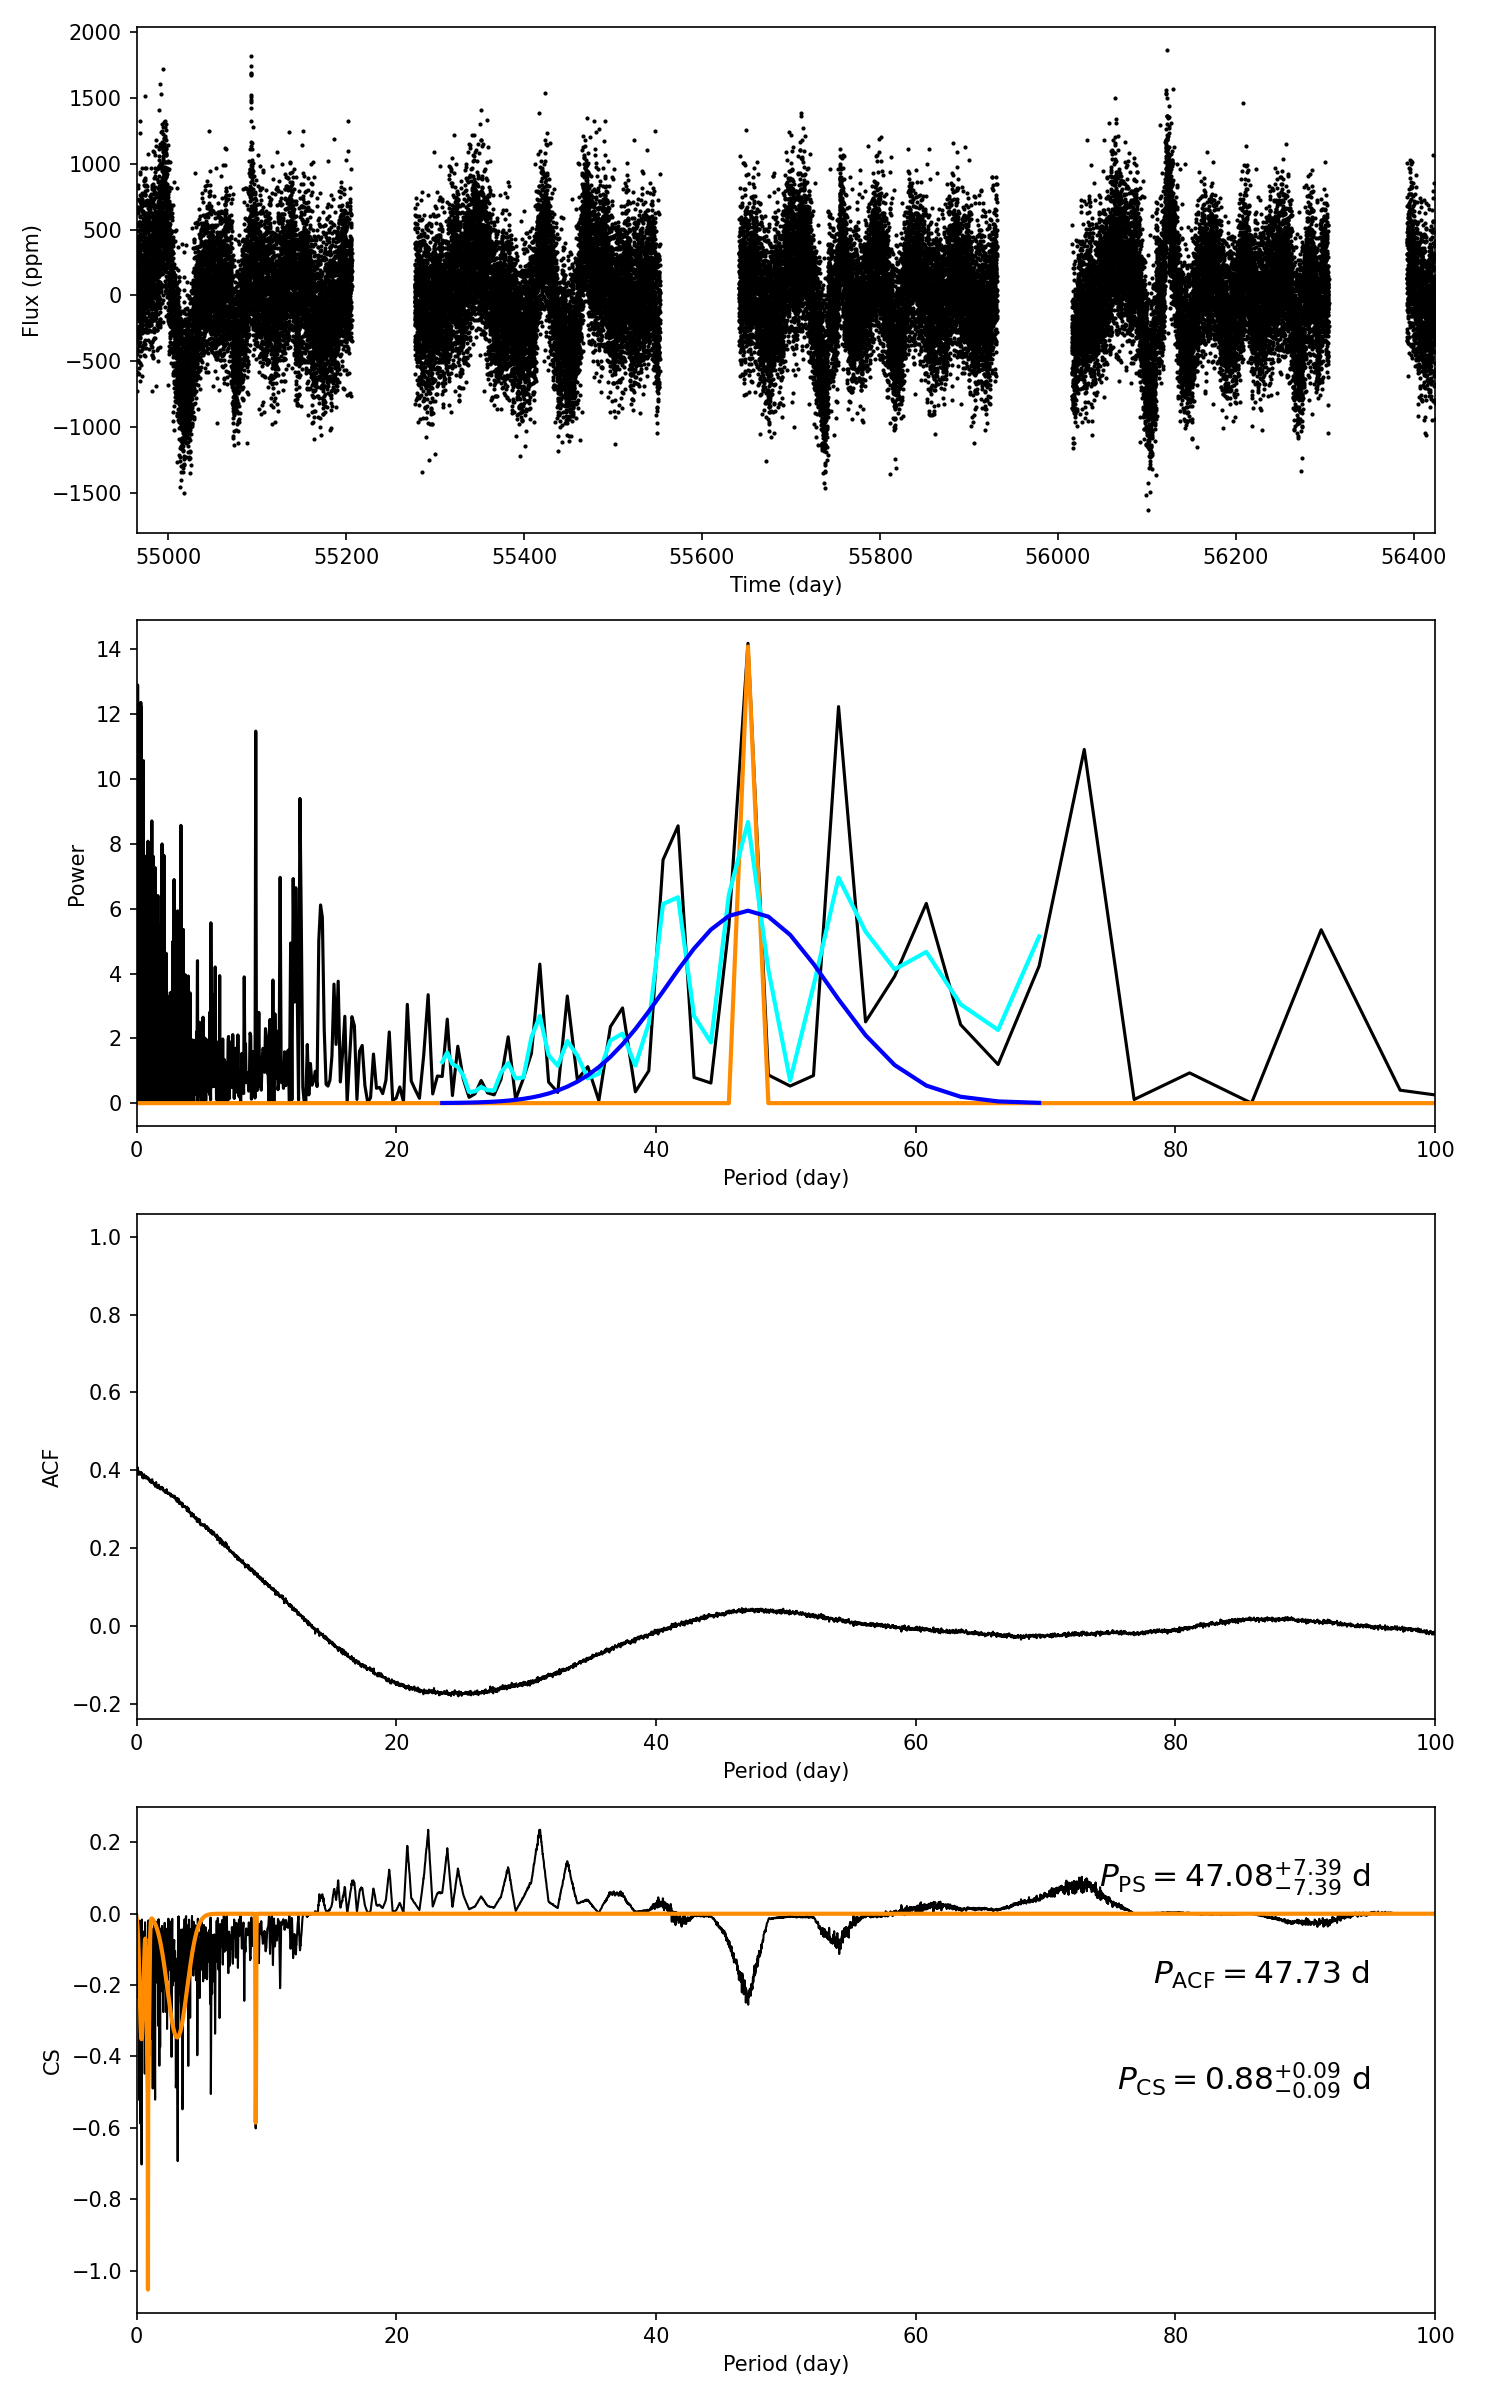 2000
1500
1000
500
0
−500
−1000
−1500
Flux (ppm)
55000 55200 55400 55600 55800 56000 56200 56400
Time (day)
14
12
10
8
6
4
2
0
Power
0 20 40 60 80 100
Period (day)
1.0
0.8
0.6
0.4
0.2
0.0
−0.2
ACF
0 20 40 60 80 100
Period (day)
0.2
0.0
−0.2
−0.4
−0.6
−0.8
−1.0
CS
P_PS = 47.08^{+7.39}_{−7.39} d
P_ACF = 47.73 d
P_CS = 0.88^{+0.09}_{−0.09} d
0 20 40 60 80 100
Period (day)